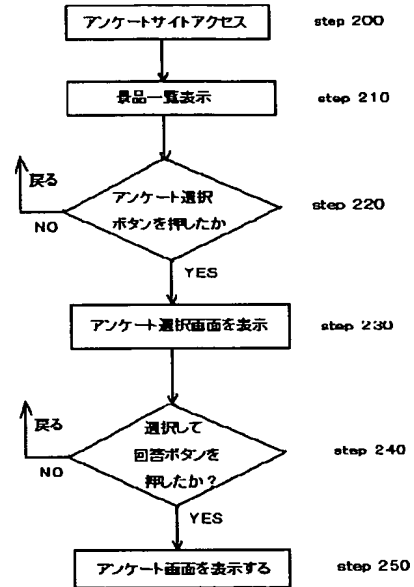 アンケートサイトアクセス
step 200
景品一覧表示
step 210
戻る
アンケート選択
ボタンを押したか
step 220
NO
YES
アンケート選択画面を表示
step 230
戻る
選択して
回答ボタンを
押したか？
step 240
NO
YES
アンケート画面を表示する
step 250